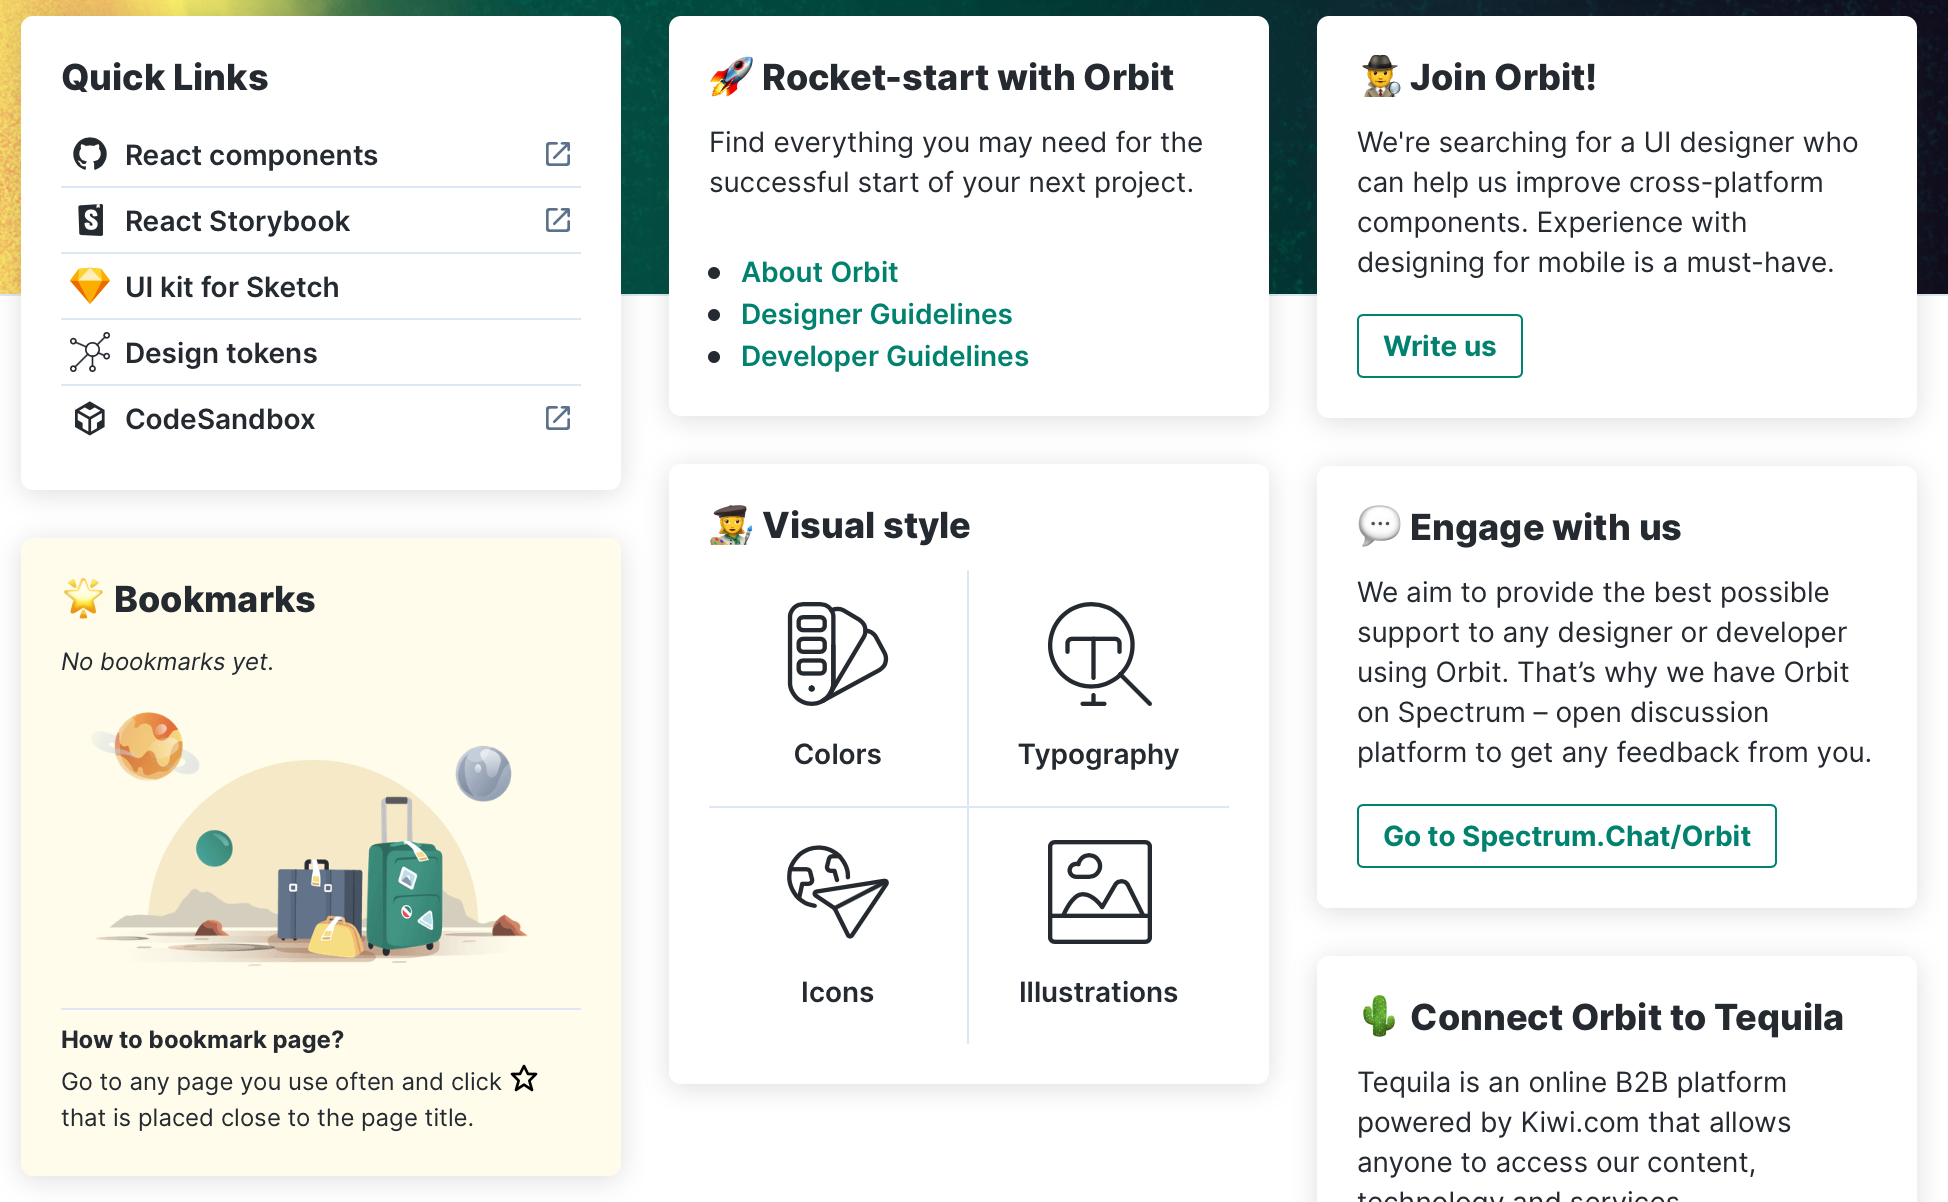 Quick Links
React components
React Storybook
UI kit for Sketch
Design tokens
CodeSandbox
Bookmarks
No bookmarks yet.
How to bookmark page?
Go to any page you use often and click
that is placed close to the page title.
Rocket-start with Orbit
Find everything you may need for the
successful start of your next project.
About Orbit
Designer Guidelines
Developer Guidelines
Visual style
Colors
Typography
Icons
Illustrations
Join Orbit!
We're searching for a UI designer who
can help us improve cross-platform
components. Experience with
designing for mobile is a must-have.
Write us
Engage with us
We aim to provide the best possible
support to any designer or developer
using Orbit. That’s why we have Orbit
on Spectrum – open discussion
platform to get any feedback from you.
Go to Spectrum.Chat/Orbit
Connect Orbit to Tequila
Tequila is an online B2B platform
powered by Kiwi.com that allows
anyone to access our content,
technology and services